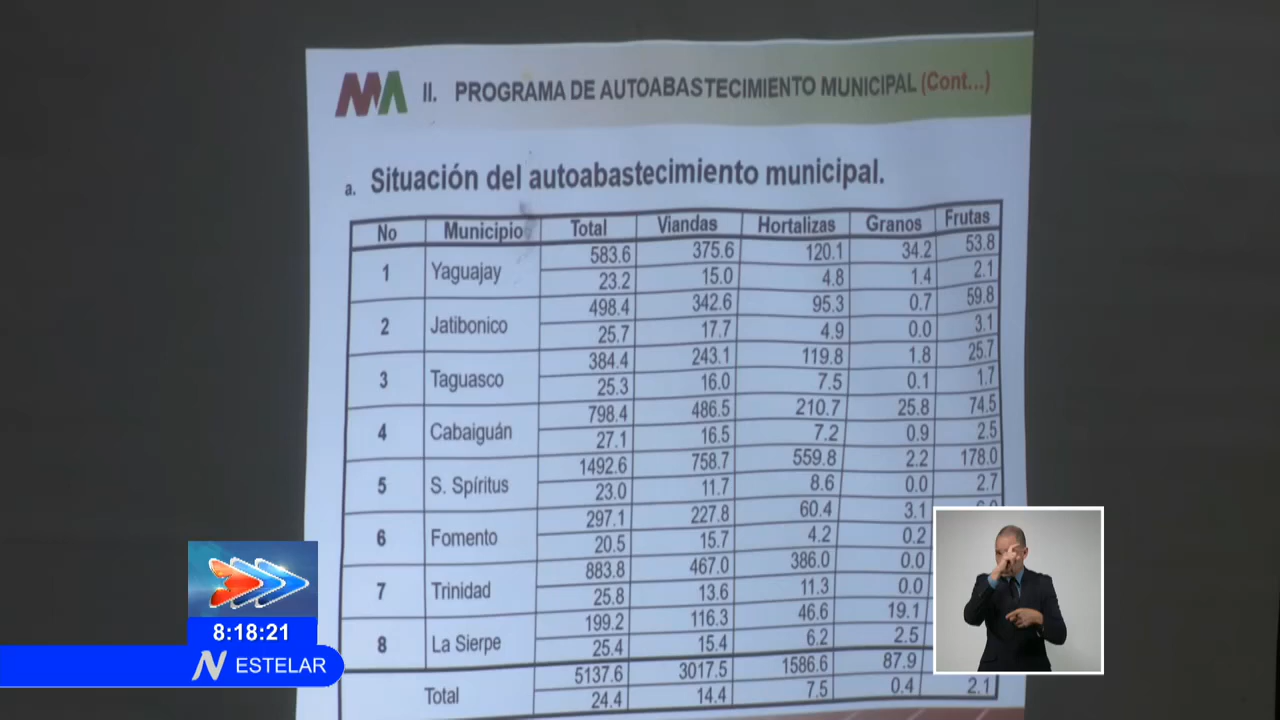 MA II. PROGRAMA DE AUTOABASTECIMIENTO MUNICIPAL (Cont...)
a. Situación del autoabastecimiento municipal.
No Municipio Total Viandas Hortalizas Granos Frutas
1 Yaguajay 583.6 375.6 120.1 34.2 53.8
23.2 15.0 4.8 1.4 2.1
2 Jatibonico 498.4 342.6 95.3 0.7 59.8
25.7 17.7 4.9 0.0 3.1
3 Taguasco 384.4 243.1 119.8 1.8 25.7
25.3 16.0 7.5 0.1 1.7
4 Cabaiguán 798.4 486.5 210.7 25.8 74.5
27.1 16.5 7.2 0.9 2.5
5 S. Spíritus 1492.6 758.7 559.8 2.2 178.0
23.0 11.7 8.6 0.0 2.7
6 Fomento 297.1 227.8 60.4 3.1
20.5 15.7 4.2 0.2
7 Trinidad 883.8 467.0 386.0 0.0
25.8 13.6 11.3 0.0
8 La Sierpe 199.2 116.3 46.6 19.1
25.4 15.4 6.2 2.5
Total 5137.6 3017.5 1586.6 87.9
24.4 14.4 7.5 0.4 2.1
8:18:21
N ESTELAR